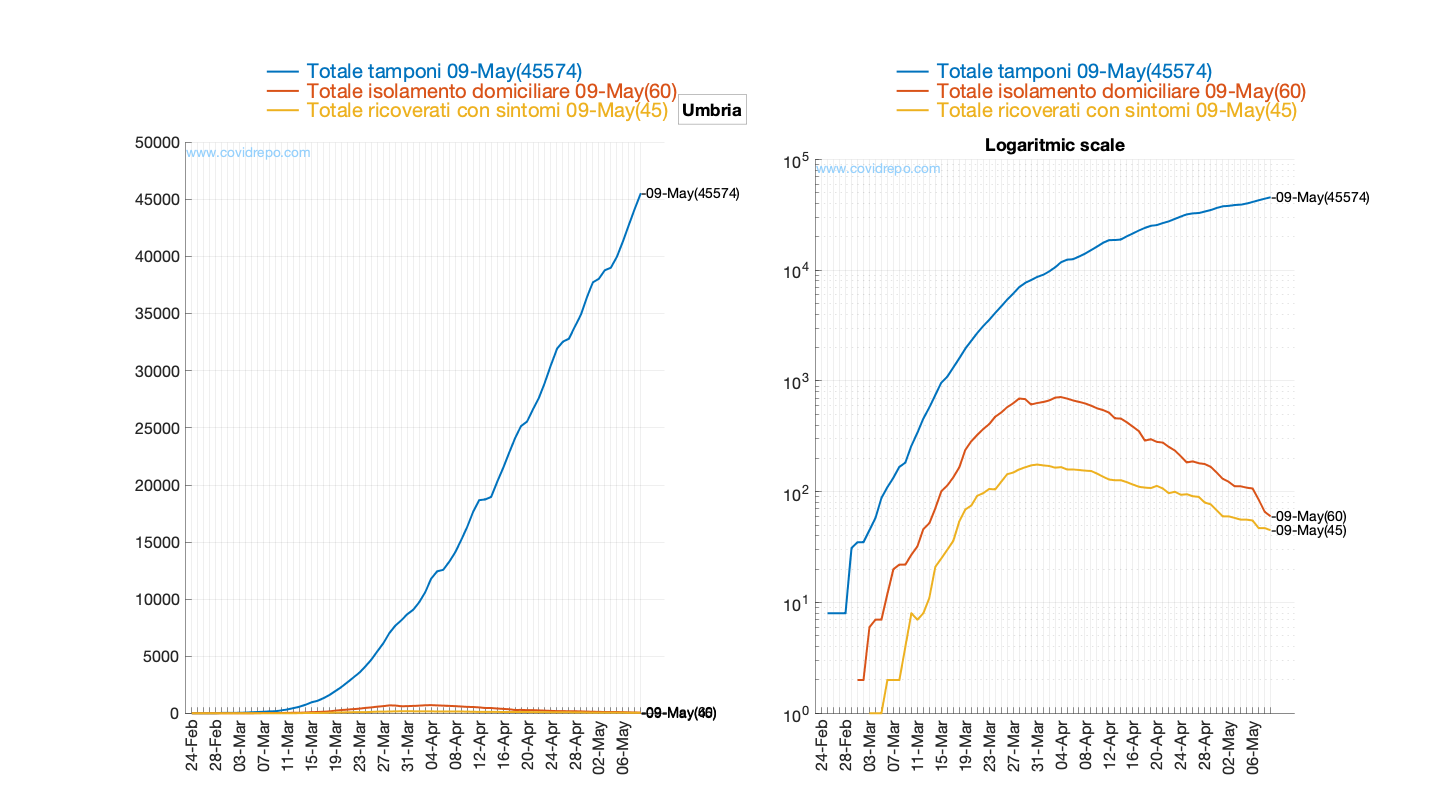 Totale tamponi 09-May(45574)
Totale isolamento domiciliare 09-May(60)
Totale ricoverati con sintomi 09-May(45)
Umbria
www.covidrepo.com
50000
45000
40000
35000
30000
25000
20000
15000
10000
5000
0
-09-May(45574)
-09-May(60)
24-Feb
28-Feb
03-Mar
07-Mar
11-Mar
15-Mar
19-Mar
23-Mar
27-Mar
31-Mar
04-Apr
08-Apr
12-Apr
16-Apr
20-Apr
24-Apr
28-Apr
02-May
06-May
Totale tamponi 09-May(45574)
Totale isolamento domiciliare 09-May(60)
Totale ricoverati con sintomi 09-May(45)
Logaritmic scale
www.covidrepo.com
10^5
10^4
10^3
10^2
10^1
10^0
-09-May(45574)
-09-May(60)
-09-May(45)
24-Feb
28-Feb
03-Mar
07-Mar
11-Mar
15-Mar
19-Mar
23-Mar
27-Mar
31-Mar
04-Apr
08-Apr
12-Apr
16-Apr
20-Apr
24-Apr
28-Apr
02-May
06-May